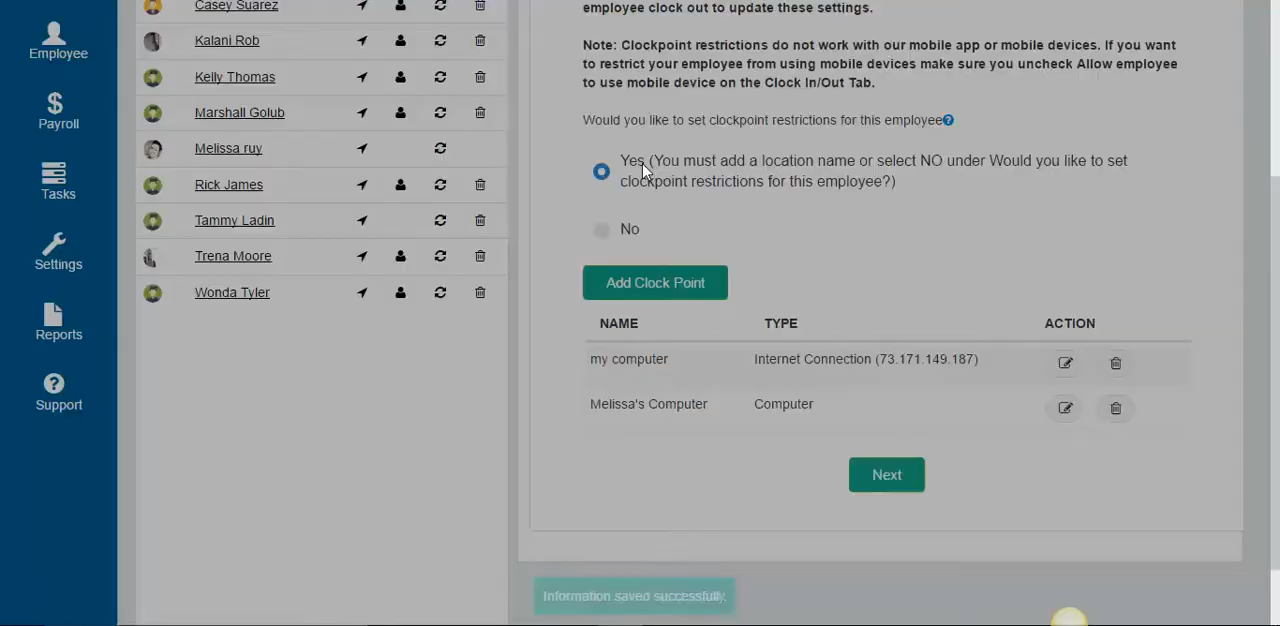 Employee
Payroll
Tasks
Settings
Reports
Support
Casey Suarez
Kalani Rob
Kelly Thomas
Marshall Golub
Melissa ruy
Rick James
Tammy Ladin
Trena Moore
Wonda Tyler
employee clock out to update these settings.
Note: Clockpoint restrictions do not work with our mobile app or mobile devices. If you want
to restrict your employee from using mobile devices make sure you uncheck Allow employee
to use mobile device on the Clock In/Out Tab.
Would you like to set clockpoint restrictions for this employee?
Yes (You must add a location name or select NO under Would you like to set
clockpoint restrictions for this employee?)
No
Add Clock Point
NAME TYPE ACTION
my computer Internet Connection (73.171.149.187)
Melissa's Computer Computer
Next
Information saved successfully.